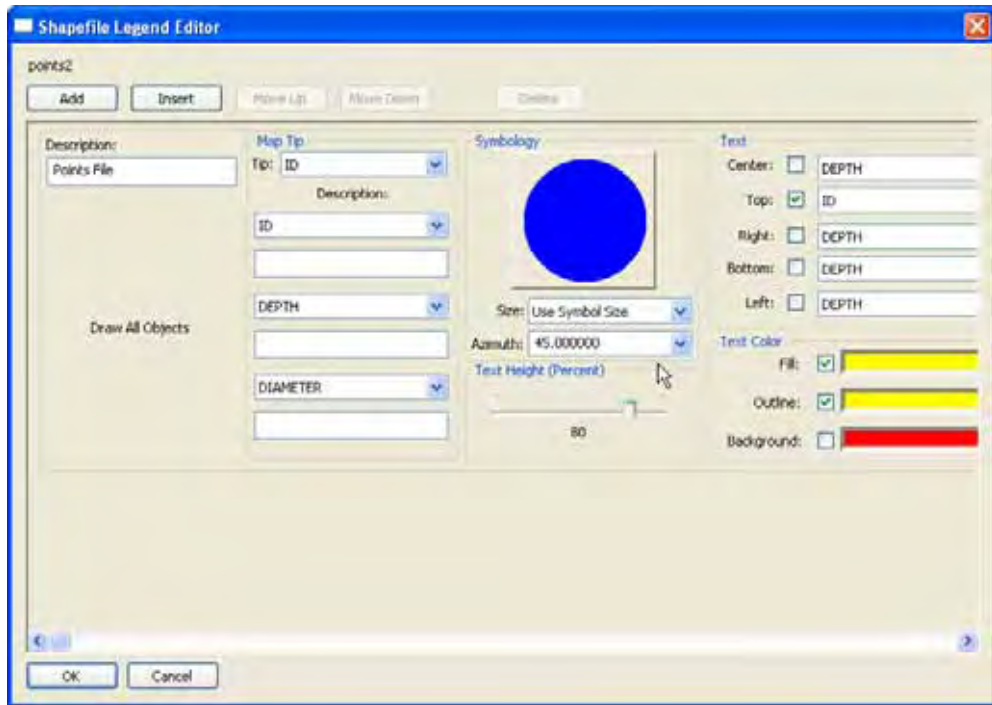 Shapefile Legend Editor
points2
Add
Insert
Move Up
Move Down
Delete
Description:
Points File
Draw All Objects
Map Tip
Tip: ID
Description:
ID
DEPTH
DIAMETER
Symbology
Size: Use Symbol Size
Azimuth: 45.000000
Text Height (Percent)
80
Text
Center: DEPTH
Top: ID
Right: DEPTH
Bottom: DEPTH
Left: DEPTH
Text Color
Fill:
Outline:
Background:
OK
Cancel